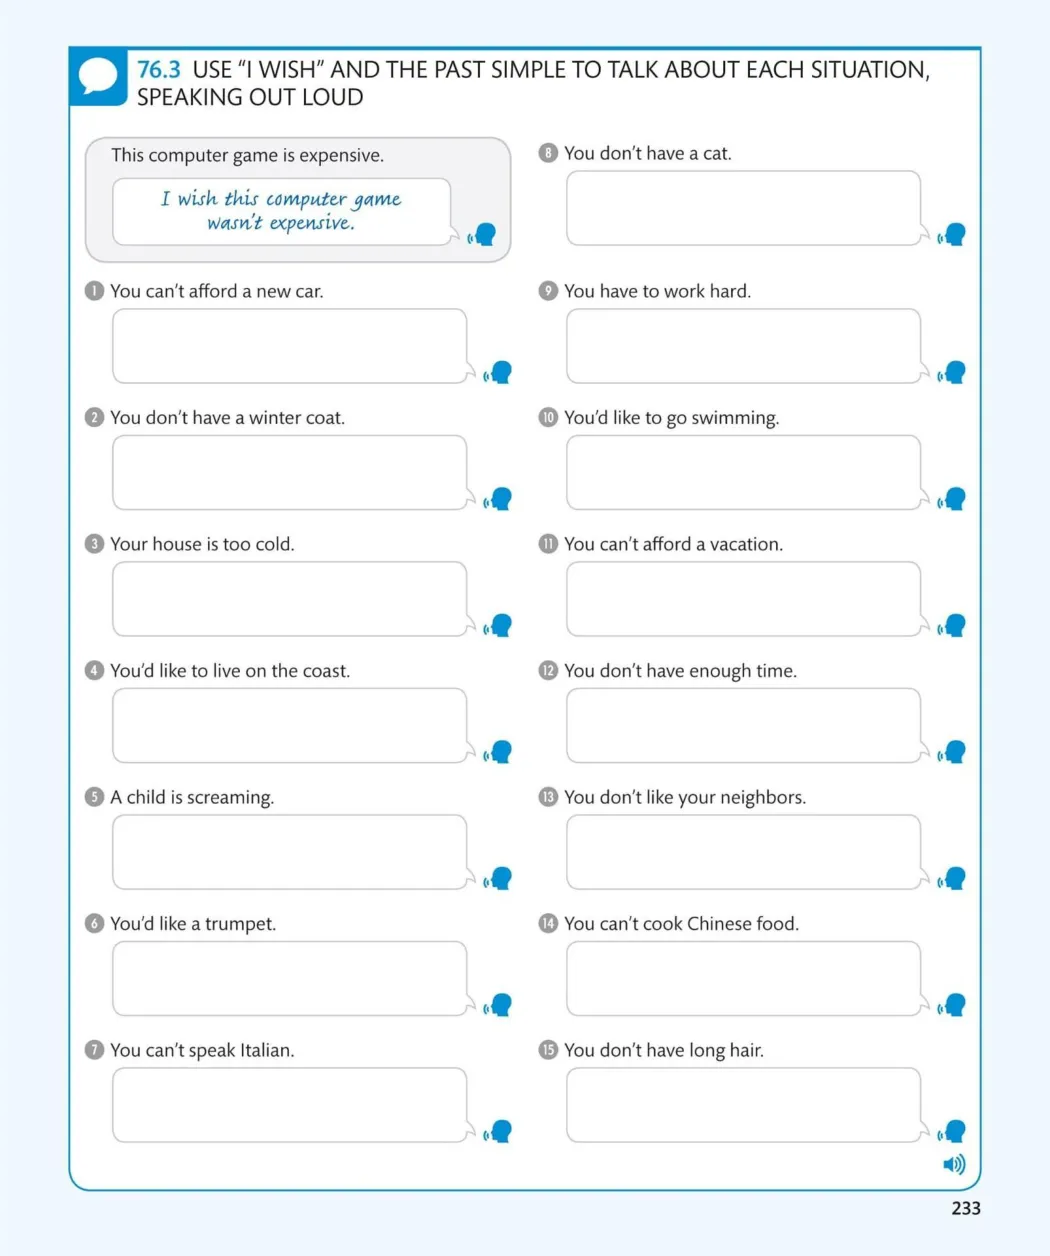 76.3 USE “I WISH” AND THE PAST SIMPLE TO TALK ABOUT EACH SITUATION,
SPEAKING OUT LOUD
This computer game is expensive.
I wish this computer game
wasn’t expensive.
1 You can’t afford a new car.
2 You don’t have a winter coat.
3 Your house is too cold.
4 You’d like to live on the coast.
5 A child is screaming.
6 You’d like a trumpet.
7 You can’t speak Italian.
8 You don’t have a cat.
9 You have to work hard.
10 You’d like to go swimming.
11 You can’t afford a vacation.
12 You don’t have enough time.
13 You don’t like your neighbors.
14 You can’t cook Chinese food.
15 You don’t have long hair.
233